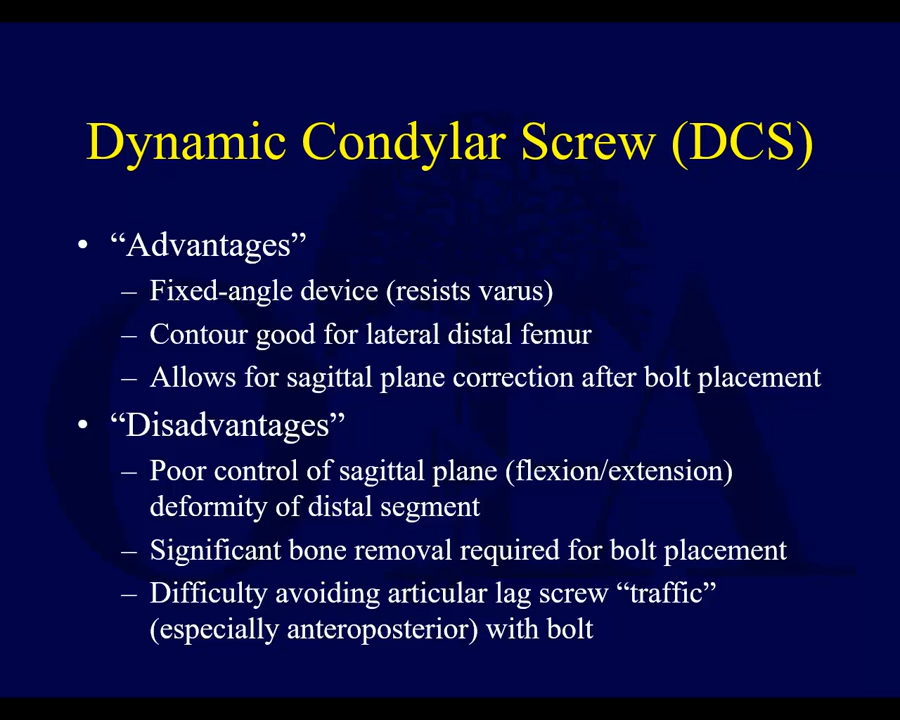 Dynamic Condylar Screw (DCS)
• “Advantages”
– Fixed-angle device (resists varus)
– Contour good for lateral distal femur
– Allows for sagittal plane correction after bolt placement
• “Disadvantages”
– Poor control of sagittal plane (flexion/extension)
deformity of distal segment
– Significant bone removal required for bolt placement
– Difficulty avoiding articular lag screw “traffic”
(especially anteroposterior) with bolt